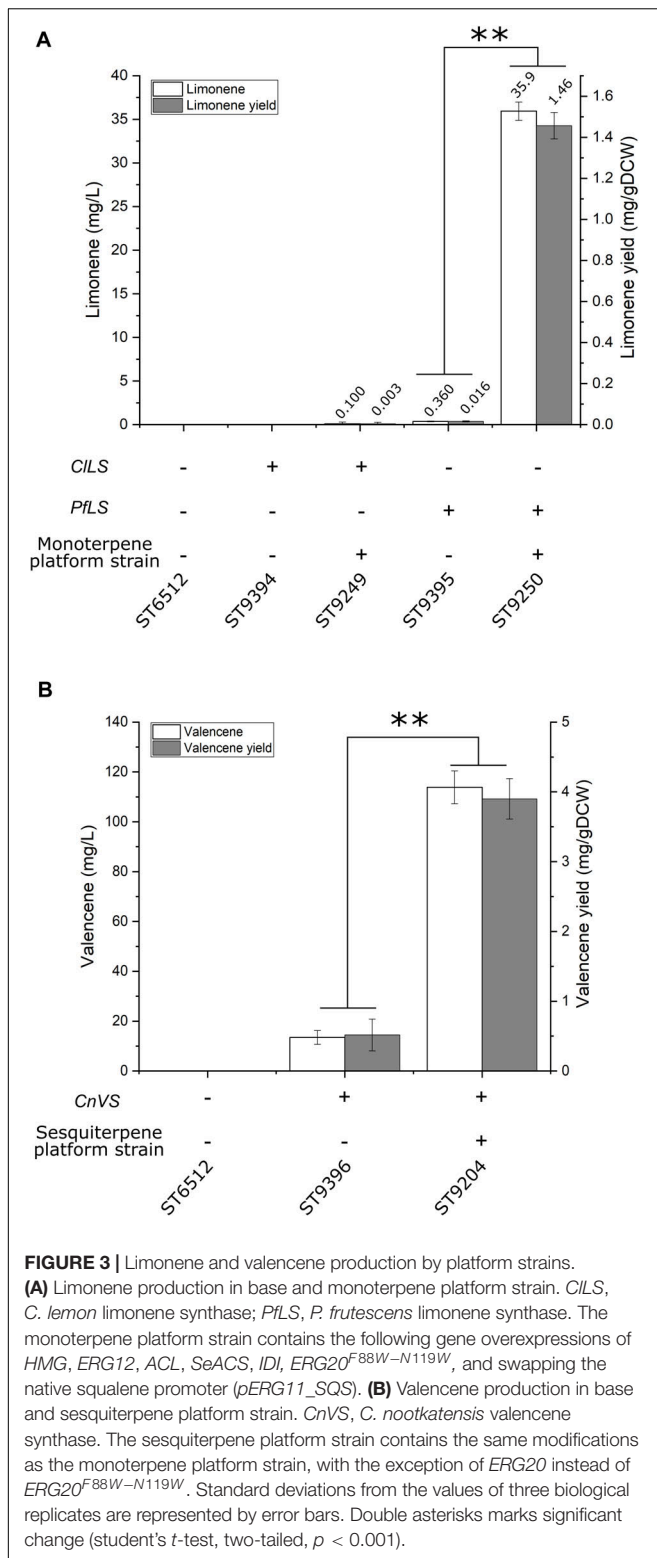 A
**
40
35
30
25
20
15
10
5
0
Limonene (mg/L)
Limonene
Limonene yield
0.100
0.003
0.360
0.016
35.9
1.46
1.6
1.4
1.2
1.0
0.8
0.6
0.4
0.2
0.0
Limonene yield (mg/gDCW)
ClLS - + + - -
PfLS - - - + +
Monoterpene
platform strain - - + - +
ST6512 ST9394 ST9249 ST9395 ST9250
B
**
140
120
100
80
60
40
20
0
Valencene (mg/L)
Valencene
Valencene yield
5
4
3
2
1
0
Valencene yield (mg/gDCW)
CnVS - + +
Sesquiterpene
platform strain - - +
ST6512 ST9396 ST9204
FIGURE 3 | Limonene and valencene production by platform strains.
(A) Limonene production in base and monoterpene platform strain. ClLS,
C. lemon limonene synthase; PfLS, P. frutescens limonene synthase. The
monoterpene platform strain contains the following gene overexpressions of
HMG, ERG12, ACL, SeACS, IDI, ERG20F88W−N119W, and swapping the
native squalene promoter (pERG11_SQS). (B) Valencene production in base
and sesquiterpene platform strain. CnVS, C. nootkatensis valencene
synthase. The sesquiterpene platform strain contains the same modifications
as the monoterpene platform strain, with the exception of ERG20 instead of
ERG20F88W−N119W. Standard deviations from the values of three biological
replicates are represented by error bars. Double asterisks marks significant
change (student's t-test, two-tailed, p < 0.001).